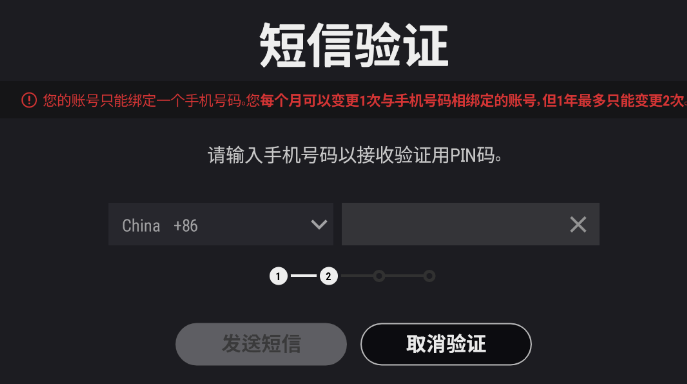 短信验证
您的账号只能绑定一个手机号码。您每个月可以变更1次与手机号码相绑定的账号，但1年最多只能变更2次。
请输入手机号码以接收验证用PIN码。
China +86
1 2
发送短信 取消验证